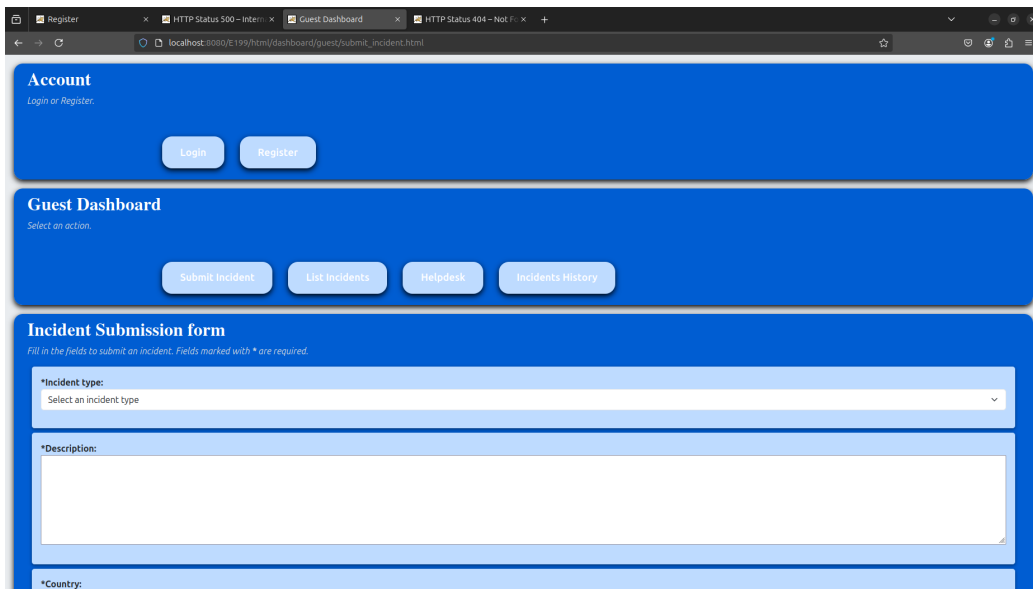 Register
HTTP Status 500 – Intern
Guest Dashboard
HTTP Status 404 – Not Fo
localhost:8080/E199/html/dashboard/guest/submit_incident.html
Account
Login or Register.
Login Register
Guest Dashboard
Select an action.
Submit Incident List Incidents Helpdesk Incidents History
Incident Submission form
Fill in the fields to submit an incident. Fields marked with * are required.
*Incident type:
Select an incident type
*Description:
*Country: